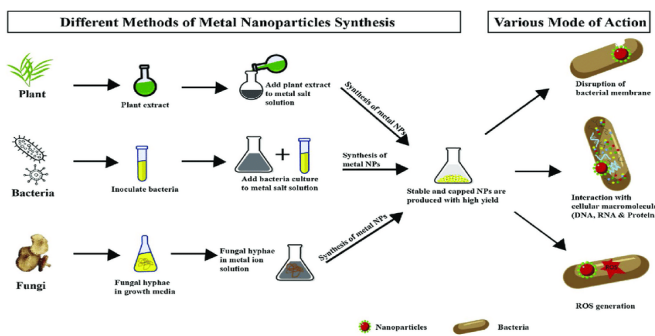 Different Methods of Metal Nanoparticles Synthesis
Various Mode of Action
Plant
Plant extract
Add plant extract
to metal salt
solution
Synthesis of metal NPs
Disruption of
bacterial membrane
Bacteria
Inoculate bacteria
Add bacteria culture
to metal salt solution
Synthesis of
metal NPs
Stable and capped NPs are
produced with high yield
Interaction with
cellular macromolecule
(DNA, RNA & Protein
Fungi
Fungal hyphae
in growth media
Fungal hyphae
in metal ion
solution
Synthesis of metal NPs
ROS generation
Nanoparticles
Bacteria